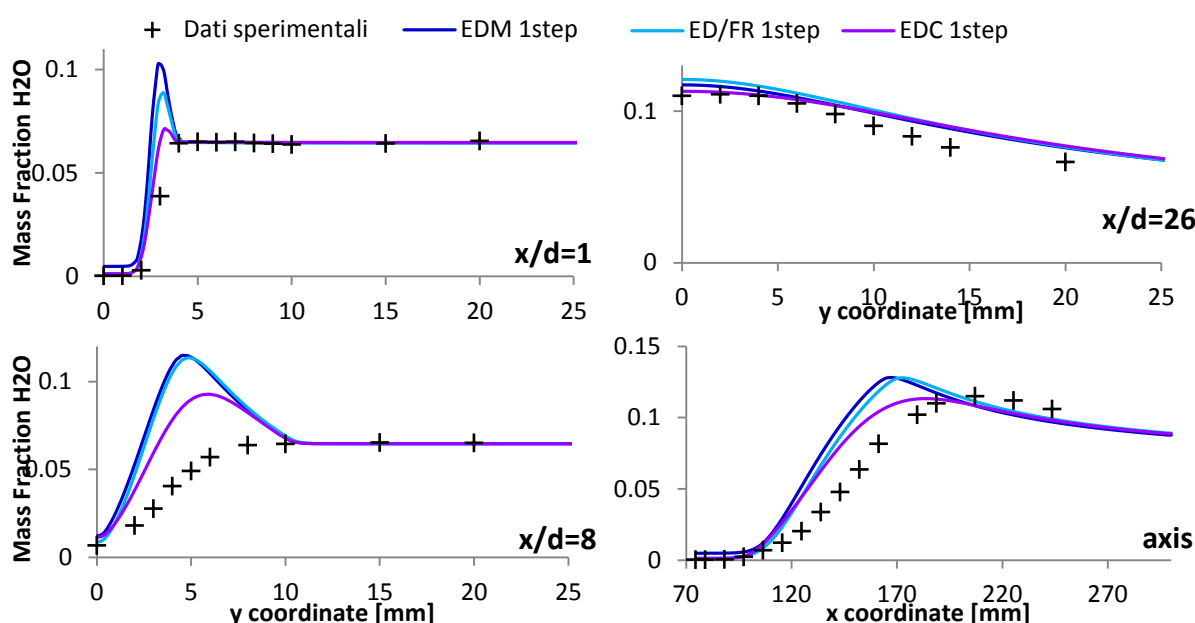 Dati sperimentali EDM 1step ED/FR 1step EDC 1step
Mass Fraction H2O
0.1
0.05
0
0 5 10 15 20 25
x/d=1
0.1
0
0 5 10 15 20 25
y coordinate [mm]
x/d=26
Mass Fraction H2O
0.1
0.05
0
0 5 10 15 20 25
y coordinate [mm]
x/d=8
0.15
0.1
0.05
0
70 120 170 220 270
x coordinate [mm]
axis